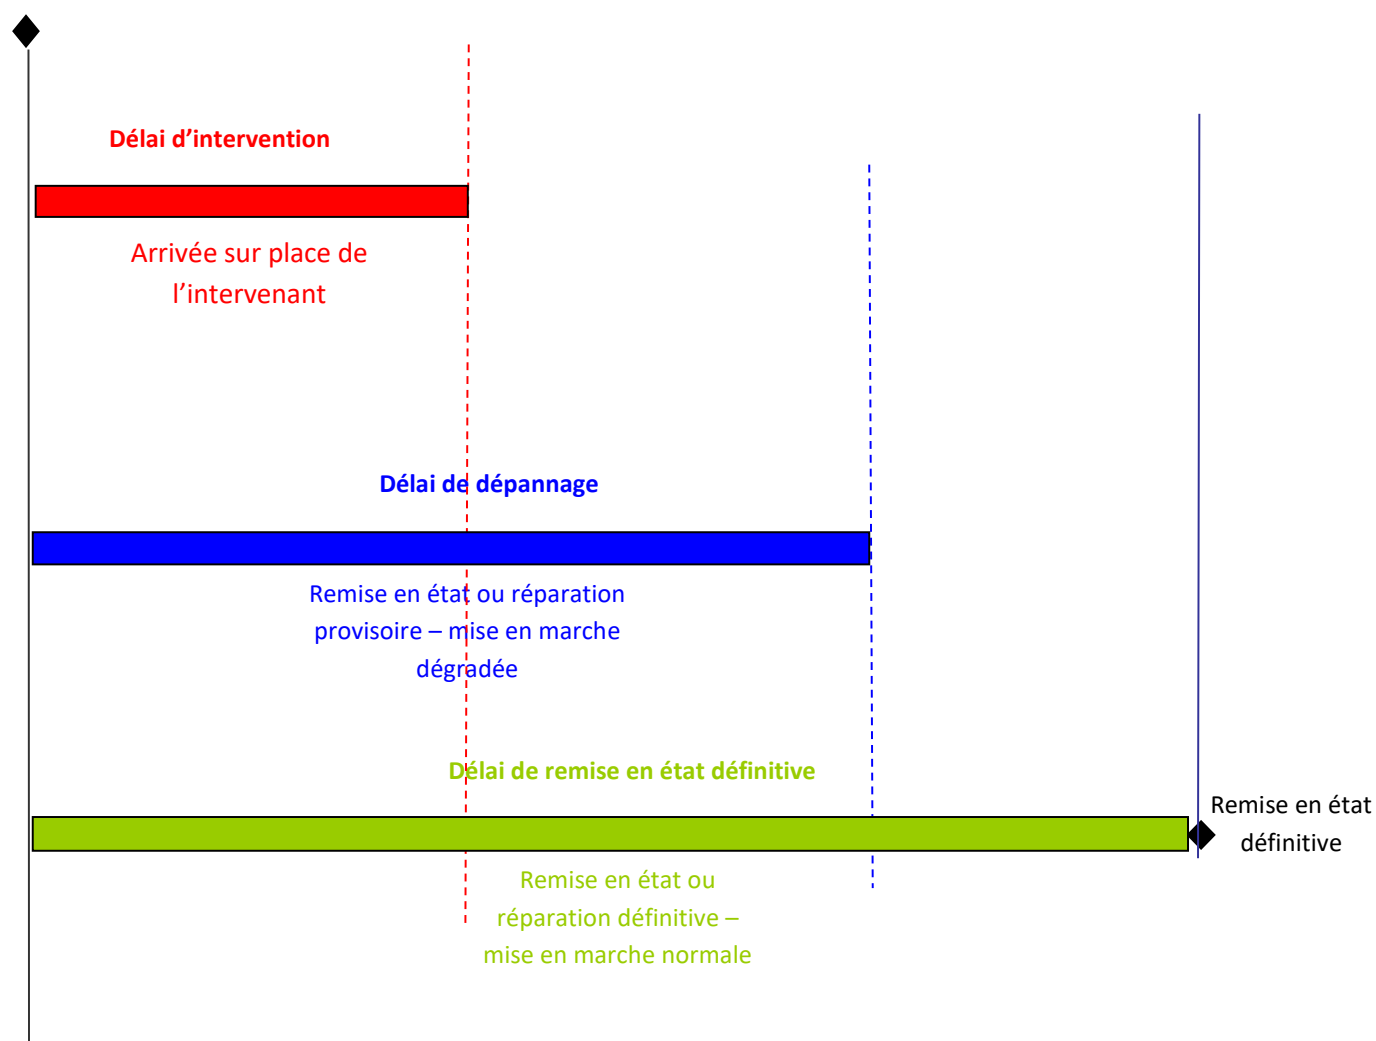 Délai d’intervention
Arrivée sur place de
l’intervenant
Délai de dépannage
Remise en état ou réparation
provisoire – mise en marche
dégradée
Délai de remise en état définitive
Remise en état
définitive
Remise en état ou
réparation définitive –
mise en marche normale